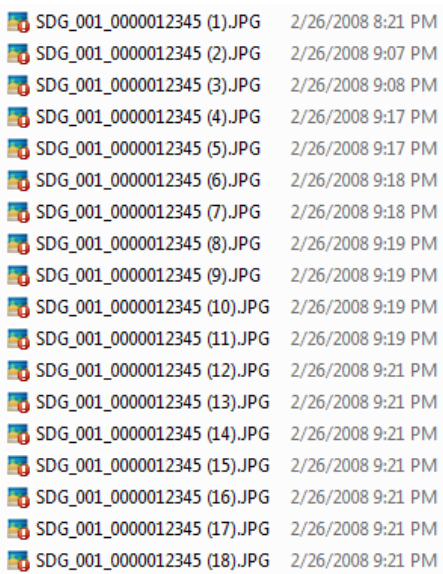 SDG_001_0000012345 (1).JPG 2/26/2008 8:21 PM
SDG_001_0000012345 (2).JPG 2/26/2008 9:07 PM
SDG_001_0000012345 (3).JPG 2/26/2008 9:08 PM
SDG_001_0000012345 (4).JPG 2/26/2008 9:17 PM
SDG_001_0000012345 (5).JPG 2/26/2008 9:17 PM
SDG_001_0000012345 (6).JPG 2/26/2008 9:18 PM
SDG_001_0000012345 (7).JPG 2/26/2008 9:18 PM
SDG_001_0000012345 (8).JPG 2/26/2008 9:19 PM
SDG_001_0000012345 (9).JPG 2/26/2008 9:19 PM
SDG_001_0000012345 (10).JPG 2/26/2008 9:19 PM
SDG_001_0000012345 (11).JPG 2/26/2008 9:19 PM
SDG_001_0000012345 (12).JPG 2/26/2008 9:21 PM
SDG_001_0000012345 (13).JPG 2/26/2008 9:21 PM
SDG_001_0000012345 (14).JPG 2/26/2008 9:21 PM
SDG_001_0000012345 (15).JPG 2/26/2008 9:21 PM
SDG_001_0000012345 (16).JPG 2/26/2008 9:21 PM
SDG_001_0000012345 (17).JPG 2/26/2008 9:21 PM
SDG_001_0000012345 (18).JPG 2/26/2008 9:21 PM